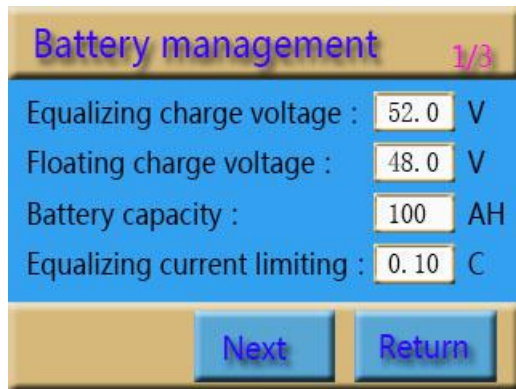 Battery management 1/3
Equalizing charge voltage : 52.0 V
Floating charge voltage : 48.0 V
Battery capacity : 100 AH
Equalizing current limiting : 0.10 C
Next Return